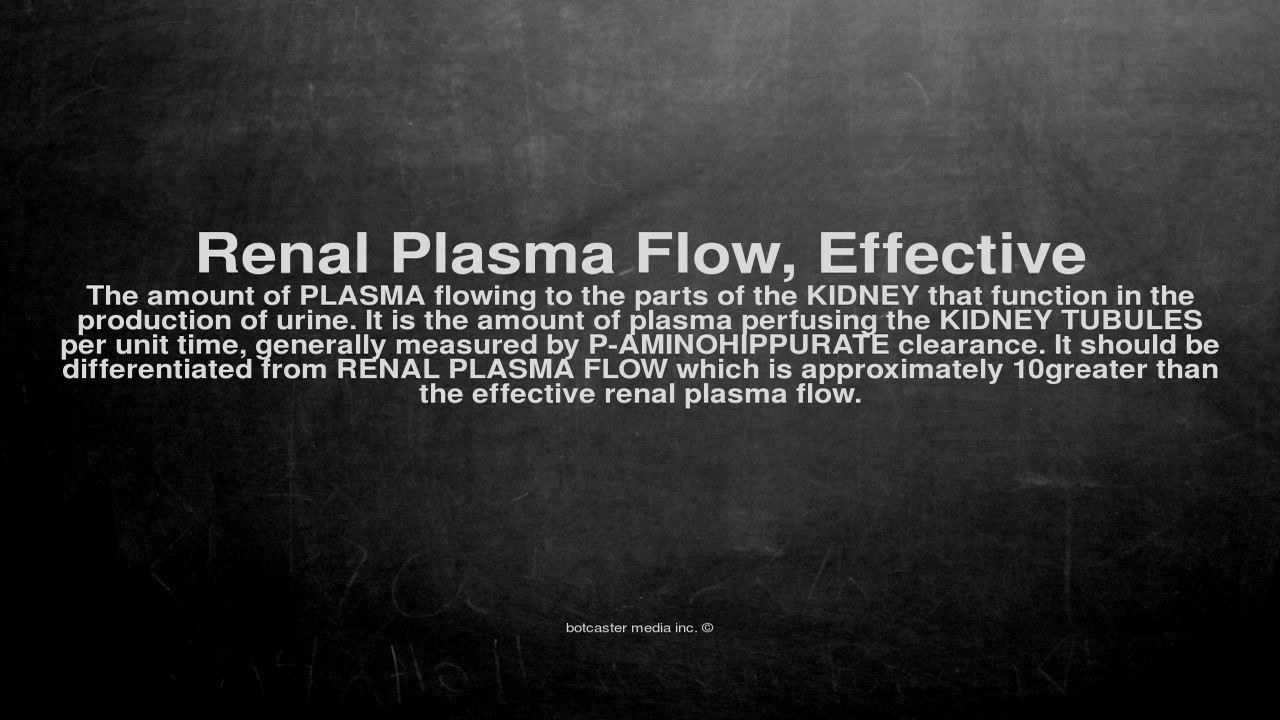 Renal Plasma Flow, Effective
The amount of PLASMA flowing to the parts of the KIDNEY that function in the
production of urine. It is the amount of plasma perfusing the KIDNEY TUBULES
per unit time, generally measured by P-AMINOHIPPURATE clearance. It should be
differentiated from RENAL PLASMA FLOW which is approximately 10greater than
the effective renal plasma flow.
botcaster media inc. ©